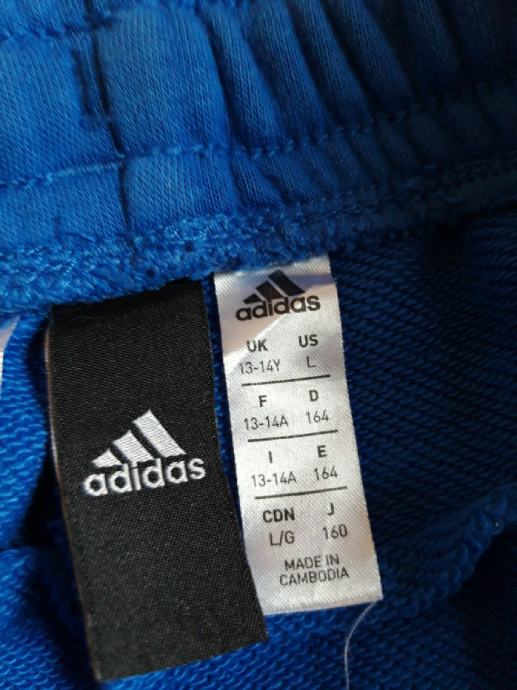 adidas
adidas
UK US
13-14Y L
F D
13-14A 164
I E
13-14A 164
CDN J
L/G 160
MADE IN
CAMBODIA